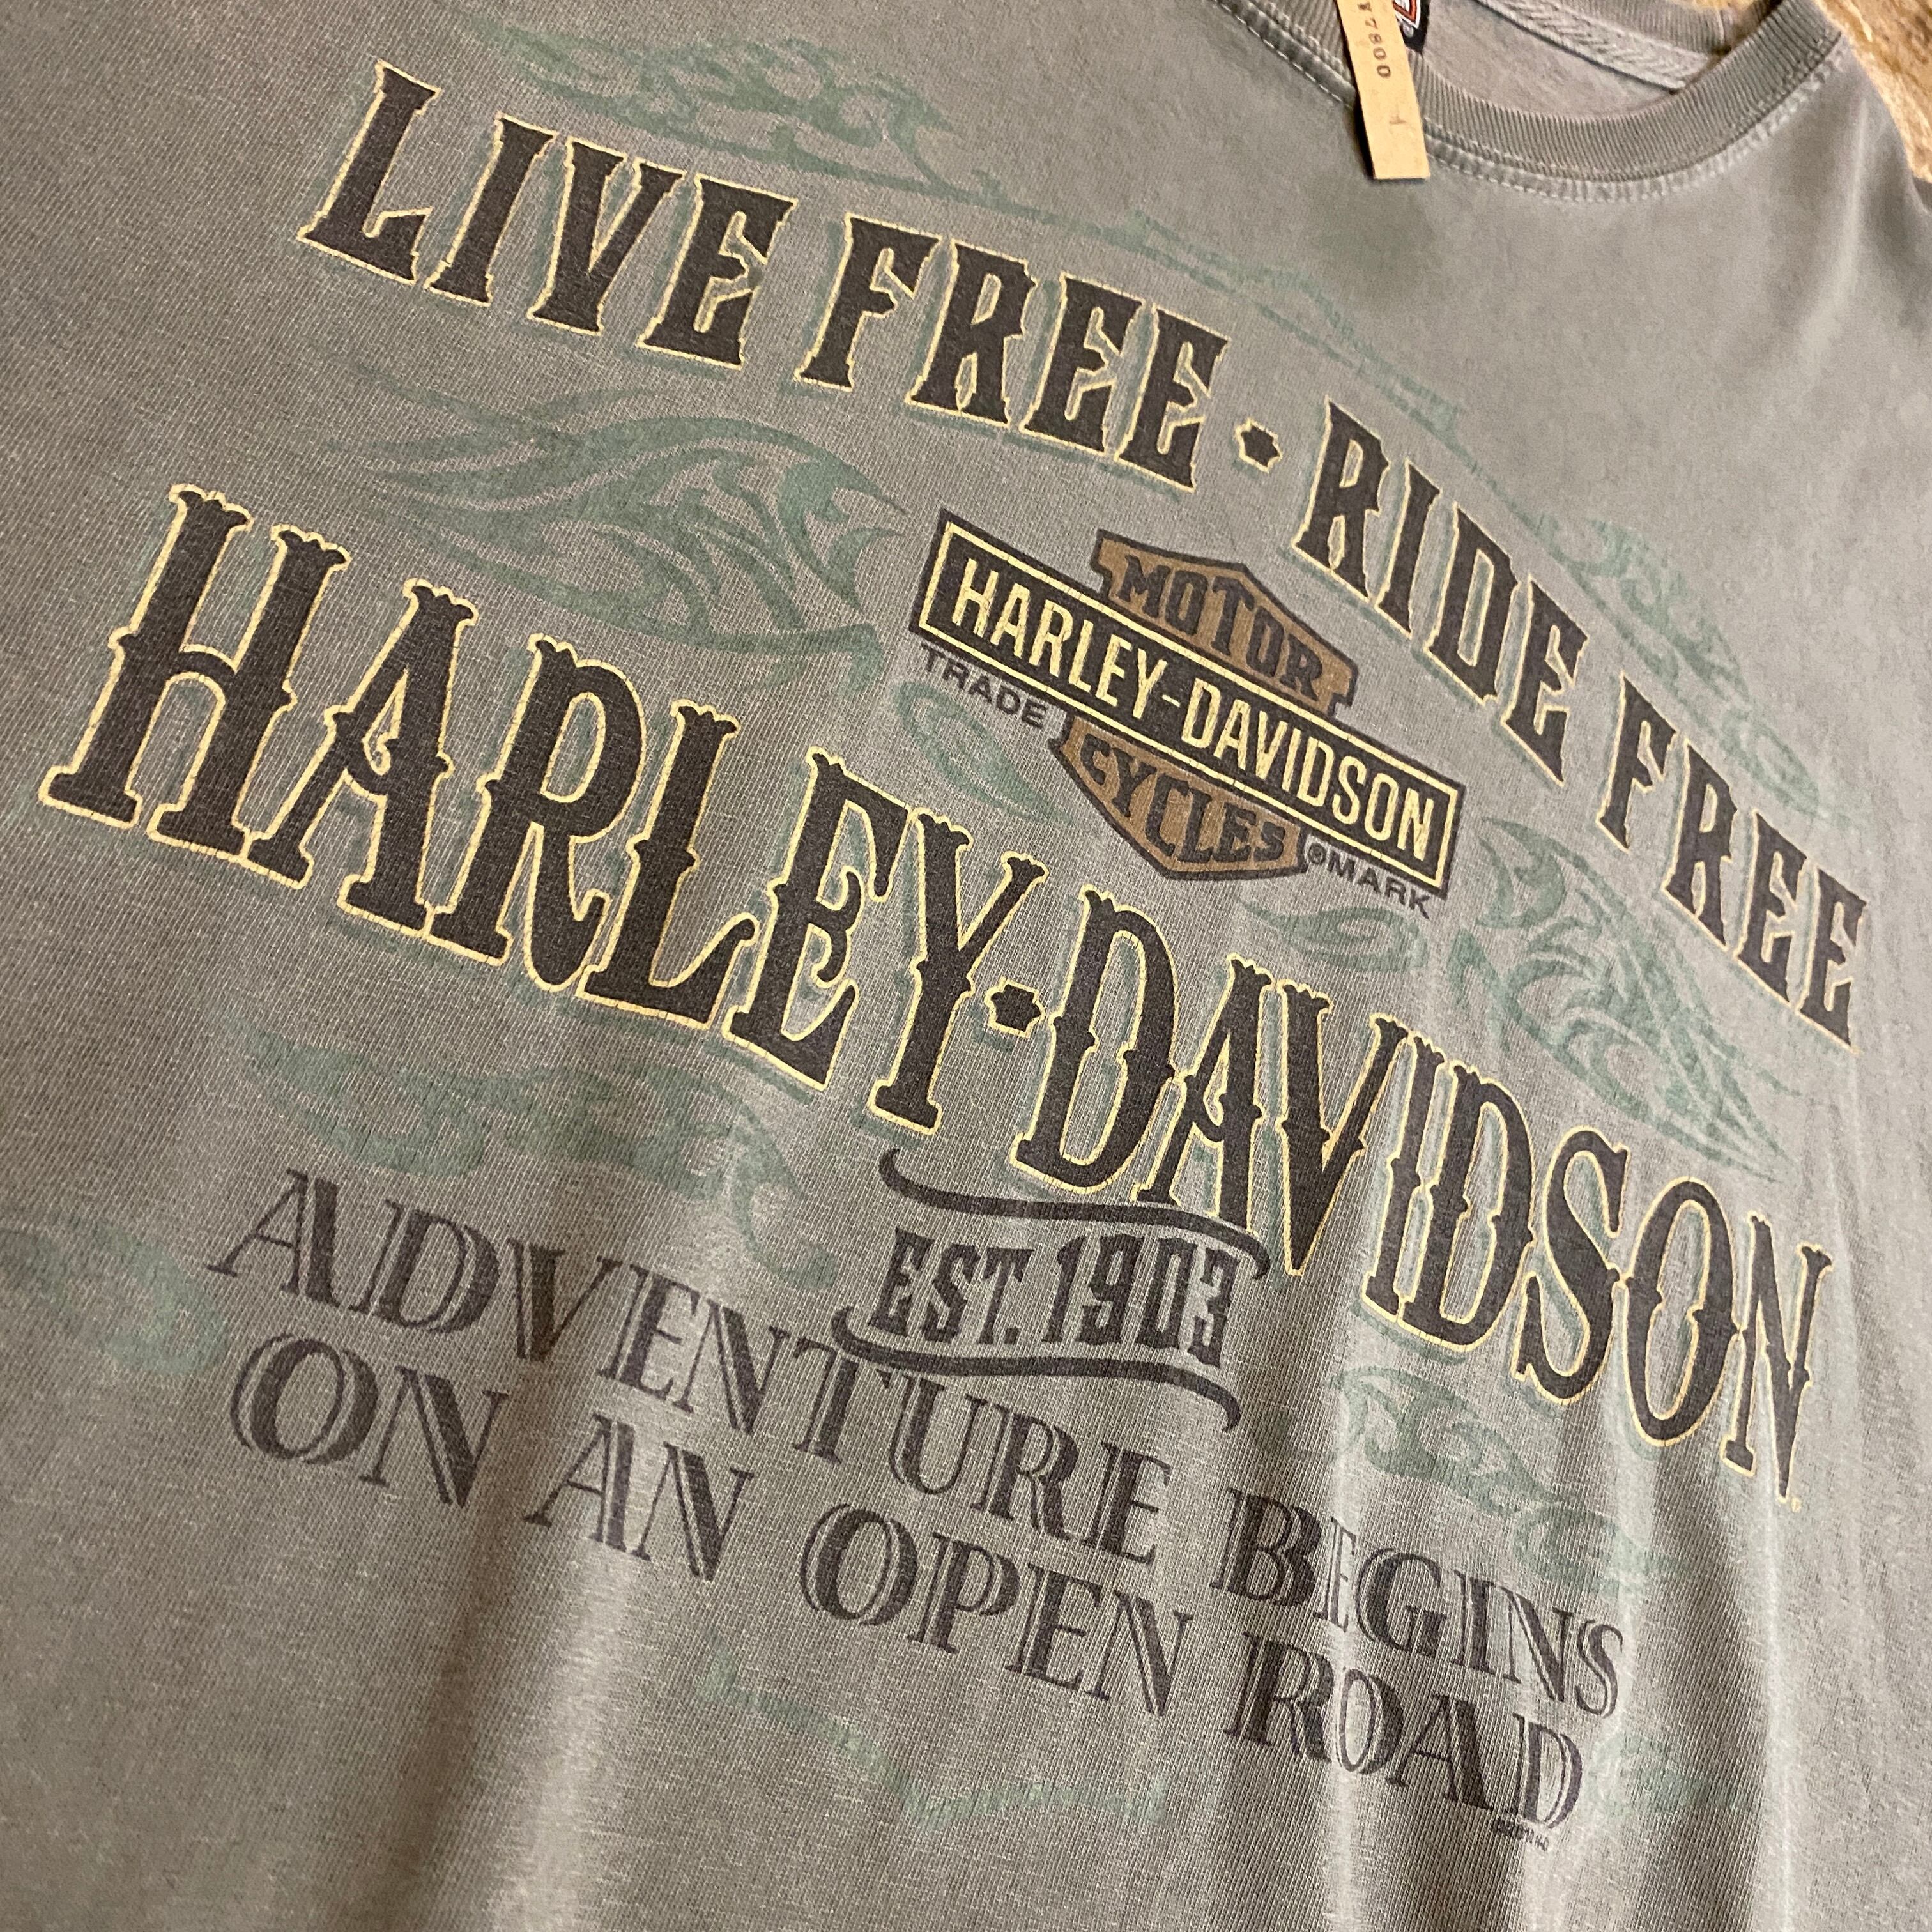 7800
LIVE FREE · RIDE FREE
MOTOR
HARLEY-DAVIDSON
CYCLES
TRADE ®MARK
HARLEY·DAVIDSON
EST. 1903
ADVENTURE BEGINS
ON AN OPEN ROAD